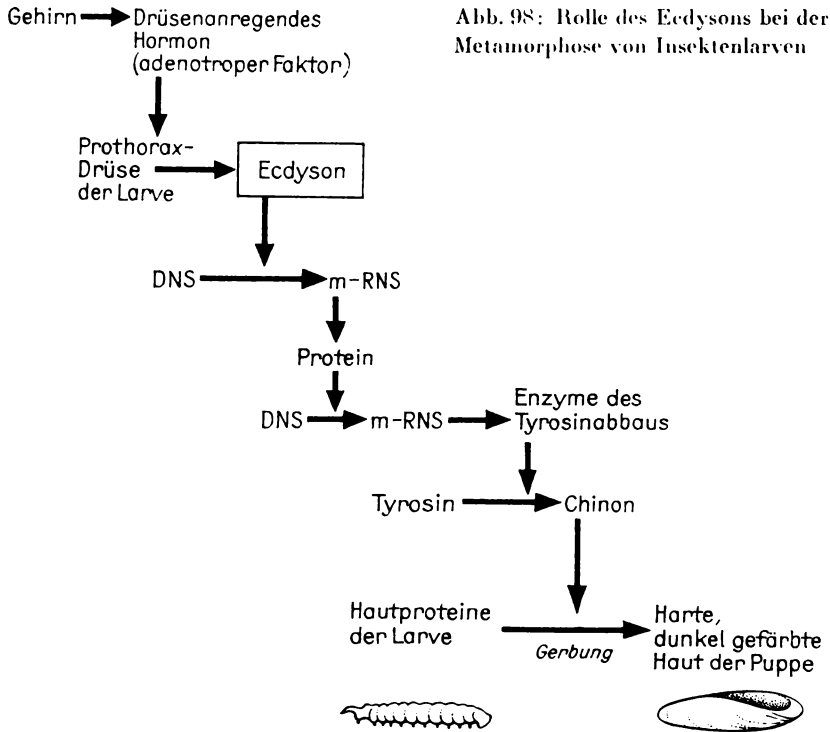 Abb. 98: Rolle des Ecdysons bei der
Metamorphose von Insektenlarven
Gehirn
Drüsenanregendes
Hormon
(adenotroper Faktor)
Prothorax-
Drüse
der Larve
Ecdyson
DNS
m-RNS
Protein
DNS
m-RNS
Enzyme des
Tyrosinabbaus
Tyrosin
Chinon
Hautproteine
der Larve
Gerbung
Harte,
dunkel gefärbte
Haut der Puppe